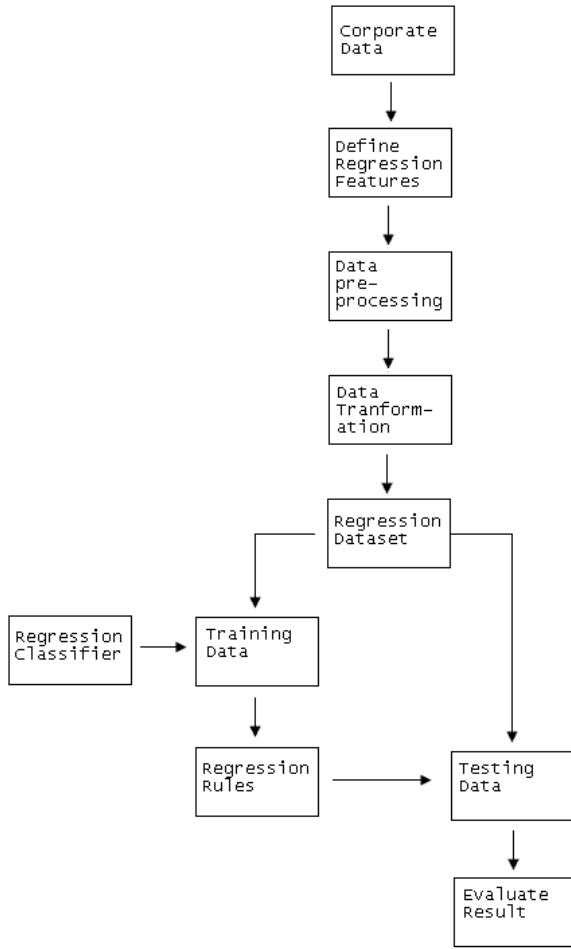 Corporate
Data
Define
Regression
Features
Data
pre-
processing
Data
Tranform-
ation
Regression
Dataset
Regression
Classifier
Training
Data
Regression
Rules
Testing
Data
Evaluate
Result